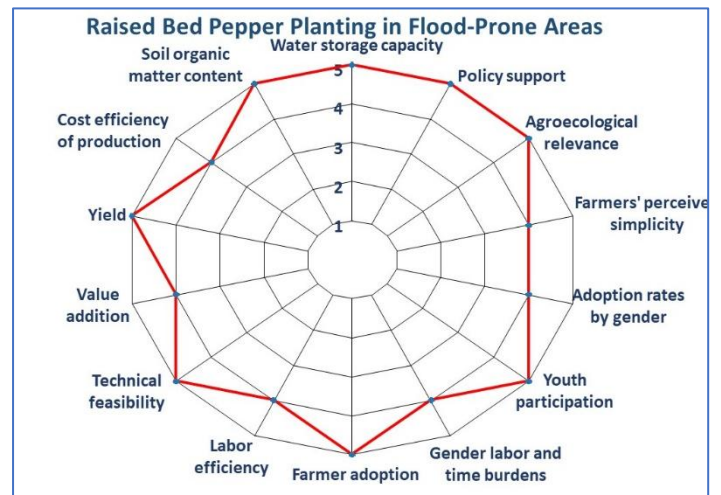 Raised Bed Pepper Planting in Flood-Prone Areas
Water storage capacity
Soil organic
matter content
Policy support
Cost efficiency
of production
Agroecological
relevance
Yield
Farmers' perceive
simplicity
Value
addition
Adoption rates
by gender
Technical
feasibility
Youth
participation
Labor
efficiency
Farmer adoption
Gender labor and
time burdens
5
4
3
2
1